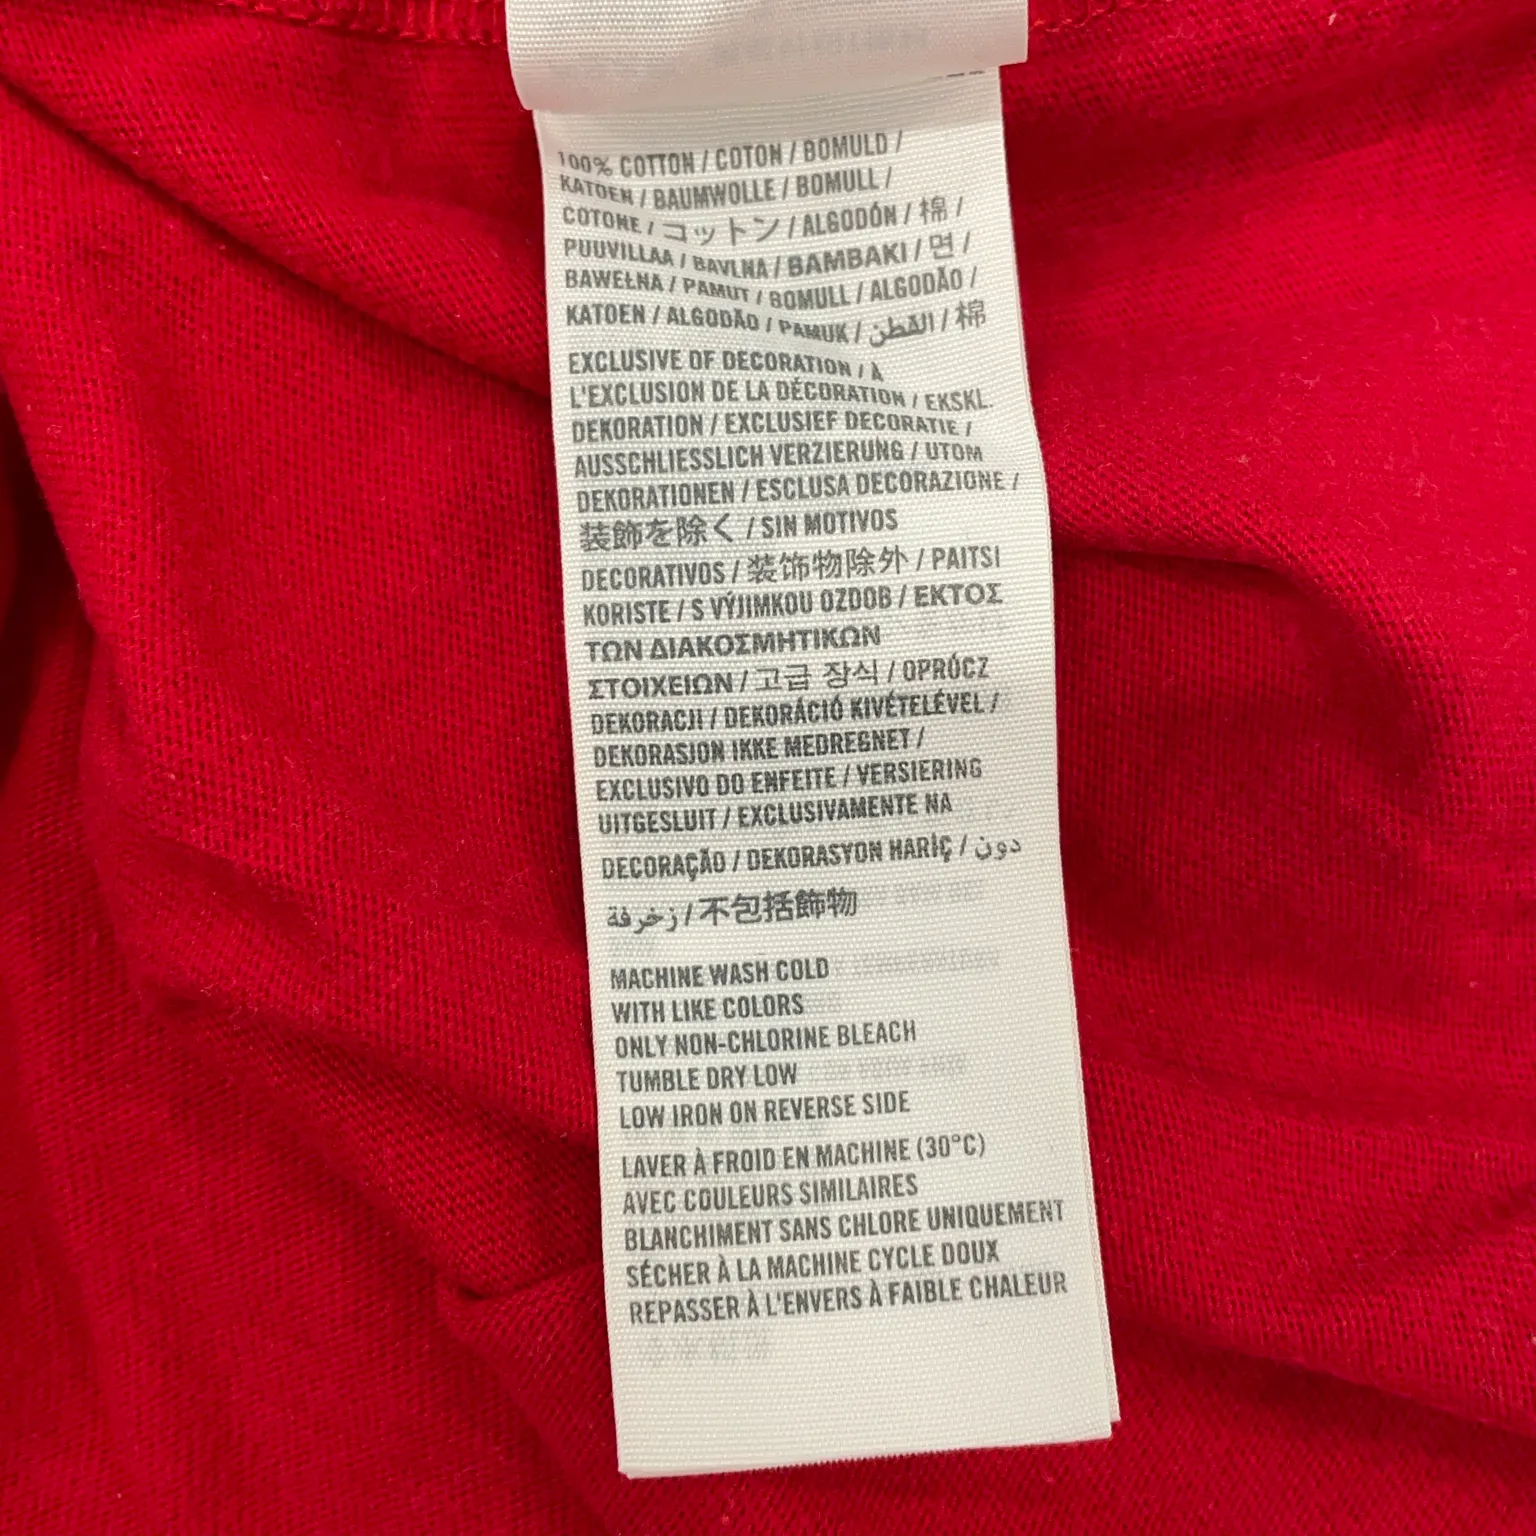 100% COTTON / COTON / BOMULD /
KATOEN / BAUMWOLLE / BOMULL /
COTONE / コットン / ALGODÓN / 棉 /
PUUVILLAA / BAVLNA / BAMBAKI / 면 /
BAWEŁNA / PAMUT / BOMULL / ALGODÃO /
KATOEN / ALGODÃO / PAMUK / القطن / 棉
EXCLUSIVE OF DECORATION / À
L'EXCLUSION DE LA DÉCORATION / EKSKL.
DEKORATION / EXCLUSIEF DECORATIE /
AUSSCHLIESSLICH VERZIERUNG / UTOM
DEKORATIONEN / ESCLUSA DECORAZIONE /
装飾を除く / SIN MOTIVOS
DECORATIVOS / 装饰物除外 / PAITSI
KORISTE / S VÝJIMKOU OZDOB / ΕΚΤΟΣ
ΤΩΝ ΔΙΑΚΟΣΜΗΤΙΚΩΝ
ΣΤΟΙΧΕΙΩΝ / 고급 장식 / OPRÓCZ
DEKORACJI / DEKORÁCIÓ KIVÉTELÉVEL /
DEKORASJON IKKE MEDREGNET /
EXCLUSIVO DO ENFEITE / VERSIERING
UITGESLUIT / EXCLUSIVAMENTE NA
DECORAÇÃO / DEKORASYON HARİÇ / دون
زخرفة / 不包括飾物
MACHINE WASH COLD
WITH LIKE COLORS
ONLY NON-CHLORINE BLEACH
TUMBLE DRY LOW
LOW IRON ON REVERSE SIDE
LAVER À FROID EN MACHINE (30°C)
AVEC COULEURS SIMILAIRES
BLANCHIMENT SANS CHLORE UNIQUEMENT
SÉCHER À LA MACHINE CYCLE DOUX
REPASSER À L'ENVERS À FAIBLE CHALEUR